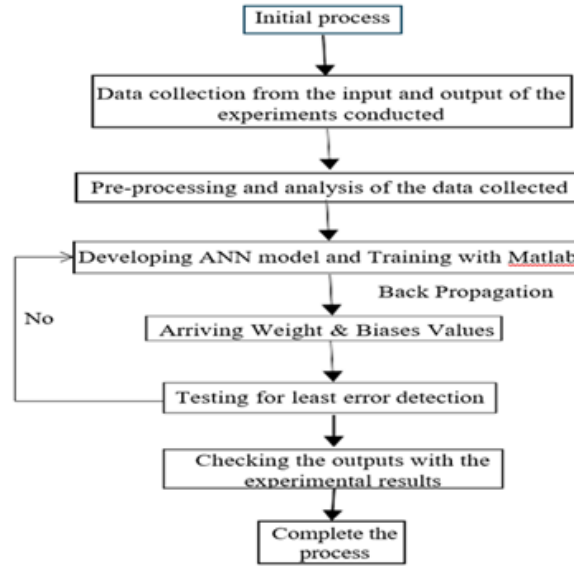 Initial process
Data collection from the input and output of the
experiments conducted
Pre-processing and analysis of the data collected
Developing ANN model and Training with Matlab
Back Propagation
No
Arriving Weight & Biases Values
Testing for least error detection
Checking the outputs with the
experimental results
Complete the
process